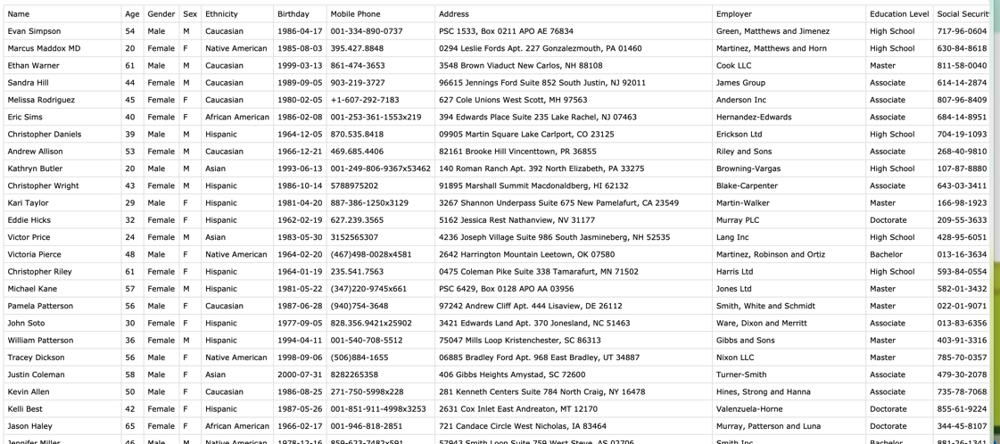 Name Age Gender Sex Ethnicity Birthday Mobile Phone Address Employer Education Level Social Securit
Evan Simpson 54 Male M Caucasian 1986-04-17 001-334-890-0737 PSC 1533, Box 0211 APO AE 76834 Green, Matthews and Jimenez High School 717-96-0604
Marcus Maddox MD 20 Female F Native American 1985-08-03 395.427.8848 0294 Leslie Fords Apt. 227 Gonzalezmouth, PA 01460 Martinez, Matthews and Horn High School 630-84-8618
Ethan Warner 61 Male M Caucasian 1999-03-03 861-474-3653 3548 Brown Viaduct New Carlos, NH 88108 Cook LLC Master 811-58-0040
Sandra Hill 44 Female M Caucasian 1989-09-05 903-219-3727 96615 Jennings Ford Suite 852 South Justin, NJ 92011 James Group Associate 614-14-2874
Melissa Rodriguez 45 Female F Caucasian 1980-02-05 +1-607-292-7183 627 Cole Unions West Scott, MH 97563 Anderson Inc Associate 807-96-8409
Eric Sims 40 Female F African American 1986-02-08 001-253-361-1553x219 394 Edwards Place Suite 235 Lake Rachel, NJ 07463 Hernandez-Edwards Associate 684-14-8951
Christopher Daniels 39 Male M Hispanic 1964-12-05 870.535.8418 09905 Martin Square Lake Carlport, CO 23125 Erickson Ltd High School 704-19-1093
Andrew Allison 53 Female M Caucasian 1966-12-21 469.685.4406 82161 Brooke Hill Vincenttown, PR 36855 Riley and Sons Associate 268-40-9810
Kathryn Butler 20 Male M Asian 1993-06-13 001-249-806-9367x53462 140 Roman Ranch Apt. 392 North Elizabeth, PA 33275 Browning-Vargas High School 107-87-8880
Christopher Wright 43 Female M Hispanic 1986-10-14 5788975202 91895 Marshall Summit Macdonaldberg, HI 62132 Blake-Carpenter Associate 643-03-3411
Kari Taylor 29 Male F Hispanic 1981-04-20 887-386-1250x3129 3267 Shannon Underpass Suite 675 New Pamelafurt, CA 23549 Martin-Walker Master 166-98-1923
Eddie Hicks 32 Female F Hispanic 1962-02-19 627.239.3565 5162 Jessica Rest Nathanview, NV 31177 Murray PLC Doctorate 209-55-3633
Victor Price 24 Female M Asian 1983-05-30 3152565307 4236 Joseph Village Suite 986 South Jasmineberg, NH 52535 Lang Inc High School 428-95-6051
Victoria Pierce 48 Male F Native American 1964-02-20 (467)498-0028x4581 2642 Harrington Mountain Leetown, OK 07580 Martinez, Robinson and Ortiz Bachelor 013-16-3634
Christopher Riley 61 Female F Hispanic 1964-01-19 235.541.7563 0475 Coleman Pike Suite 338 Tamarafurt, MN 71502 Harris Ltd High School 593-84-0554
Michael Kane 57 Female M Hispanic 1981-05-22 (347)220-9745x661 PSC 6429, Box 0128 APO AA 03956 Jones Ltd Master 582-01-3432
Pamela Patterson 56 Male F Caucasian 1987-06-28 (940)754-3648 97242 Andrew Cliff Apt. 444 Lisaview, DE 26112 Smith, White and Schmidt Master 022-01-9071
John Soto 30 Female F Hispanic 1977-09-05 828.356.9421x25902 3421 Edwards Land Apt. 370 Jonesland, NC 51463 Ware, Dixon and Merritt Associate 013-83-6356
William Patterson 36 Female M Hispanic 1994-04-11 001-540-708-5512 75047 Mills Loop Kristenchester, SC 86313 Gibbs and Sons Master 403-91-3316
Tracey Dickson 56 Male F Native American 1998-09-06 (506)884-1655 06885 Bradley Ford Apt. 968 East Bradley, UT 34887 Nixon LLC Master 785-70-0357
Justin Coleman 58 Male F Asian 2000-07-31 8282265358 406 Gibbs Heights Amystad, SC 72600 Turner-Smith Associate 479-30-2078
Kevin Allen 50 Male F Caucasian 1986-08-25 271-750-5998x228 281 Kenneth Centers Suite 784 North Craig, NY 16478 Hines, Strong and Hanna Associate 735-78-7068
Kelli Best 42 Female F Hispanic 1987-05-26 001-851-911-4998x3253 2631 Cox Inlet East Andreaton, MT 12170 Valenzuela-Horne Doctorate 855-61-9224
Jason Haley 65 Female F African American 1966-02-17 001-946-818-2851 721 Candace Circle West Nicholas, IA 83464 Murray, Patterson and Luna Doctorate 344-45-8107
Jennifer Miller 46 Male M Native American 1978-12-16 859-623-7482x591 57943 Smith Loop Suite 759 West Steve, AS 02706 Smith Inc Bachelor 881-26-1341